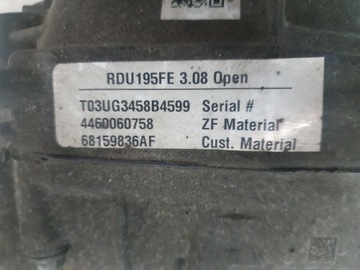 RDU195FE 3.08 Open
T03UG3458B4599 Serial #
4460060758 ZF Material
68159836AF Cust. Material